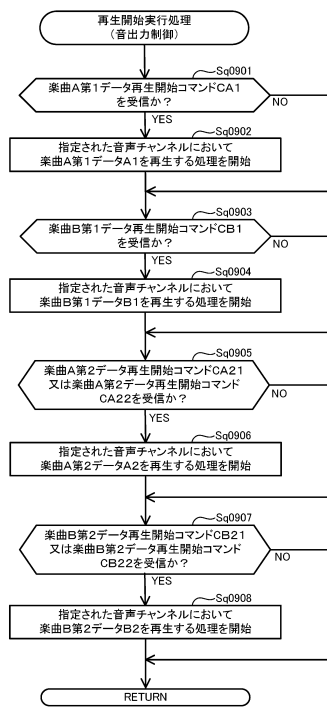 再生開始実行処理
（音出力制御）
Sq0901
楽曲A第1データ再生開始コマンドCA1
を受信か？
NO
YES
Sq0902
指定された音声チャンネルにおいて
楽曲A第1データA1を再生する処理を開始
Sq0903
楽曲B第1データ再生開始コマンドCB1
を受信か？
NO
YES
Sq0904
指定された音声チャンネルにおいて
楽曲B第1データB1を再生する処理を開始
Sq0905
楽曲A第2データ再生開始コマンドCA21
又は楽曲A第2データ再生開始コマンド
CA22を受信か？
NO
YES
Sq0906
指定された音声チャンネルにおいて
楽曲A第2データA2を再生する処理を開始
Sq0907
楽曲B第2データ再生開始コマンドCB21
又は楽曲B第2データ再生開始コマンド
CB22を受信か？
NO
YES
Sq0908
指定された音声チャンネルにおいて
楽曲B第2データB2を再生する処理を開始
RETURN